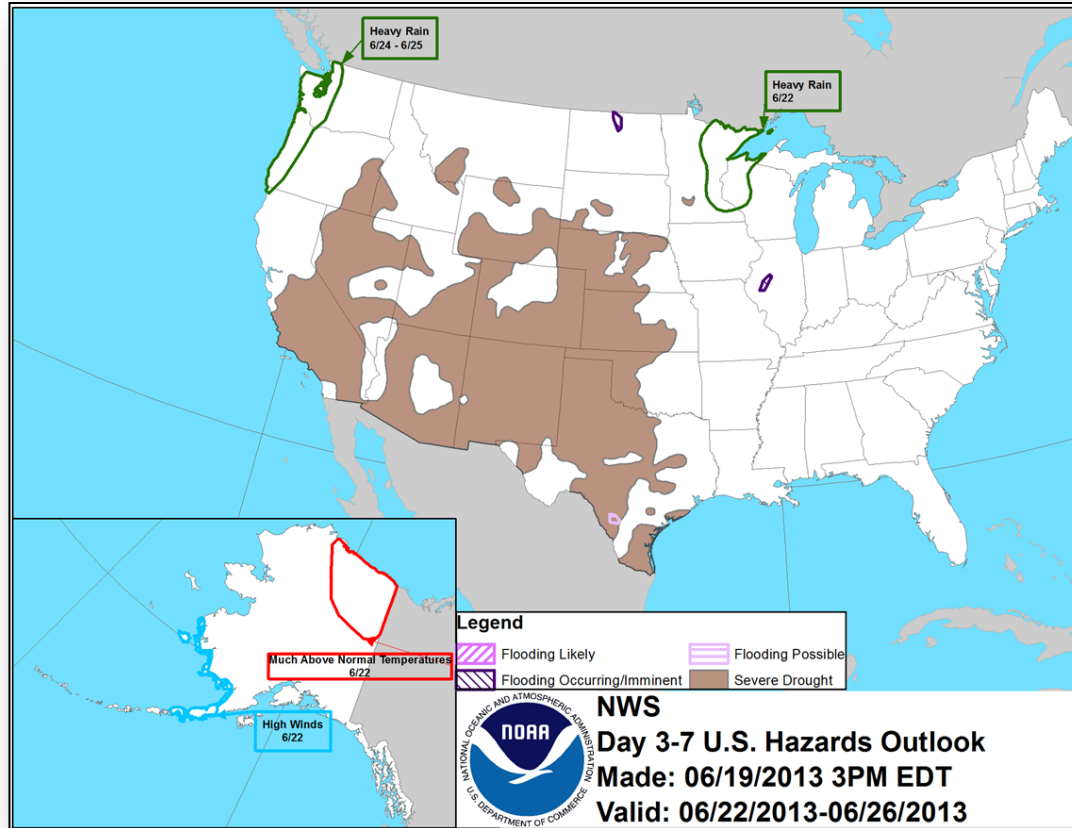 Heavy Rain
6/24 - 6/25
Heavy Rain
6/22
Much Above Normal Temperatures
6/22
High Winds
6/22
Legend
Flooding Likely
Flooding Possible
Flooding Occurring/Imminent
Severe Drought
NATIONAL OCEANIC AND ATMOSPHERIC ADMINISTRATION
NOAA
U.S. DEPARTMENT OF COMMERCE
NWS
Day 3-7 U.S. Hazards Outlook
Made: 06/19/2013 3PM EDT
Valid: 06/22/2013-06/26/2013